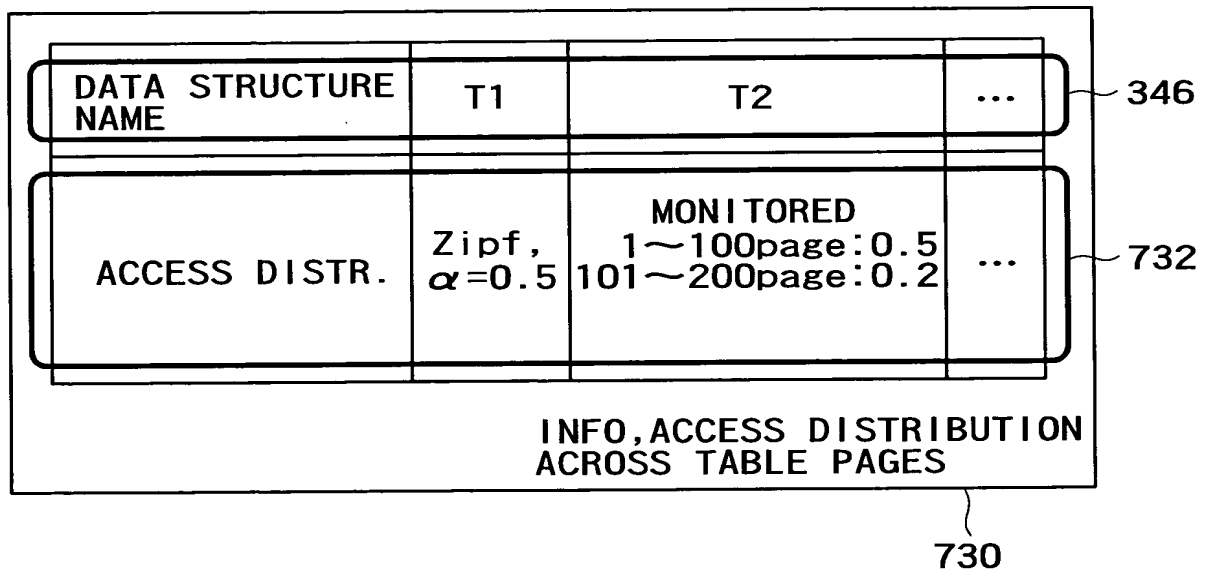 DATA STRUCTURE
NAME
T1
T2
...
346
ACCESS DISTR.
Zipf,
α=0.5
MONITORED
1～100page:0.5
101～200page:0.2
...
732
INFO,ACCESS DISTRIBUTION
ACROSS TABLE PAGES
730